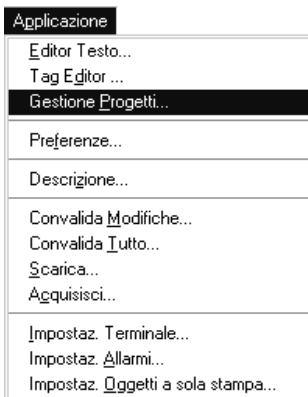 Applicazione
Editor Testo...
Tag Editor ...
Gestione Progetti...
Preferenze...
Descrizione...
Convalida Modifiche...
Convalida Tutto...
Scarica...
Acquisisci...
Impostaz. Terminale...
Impostaz. Allarmi...
Impostaz. Oggetti a sola stampa...